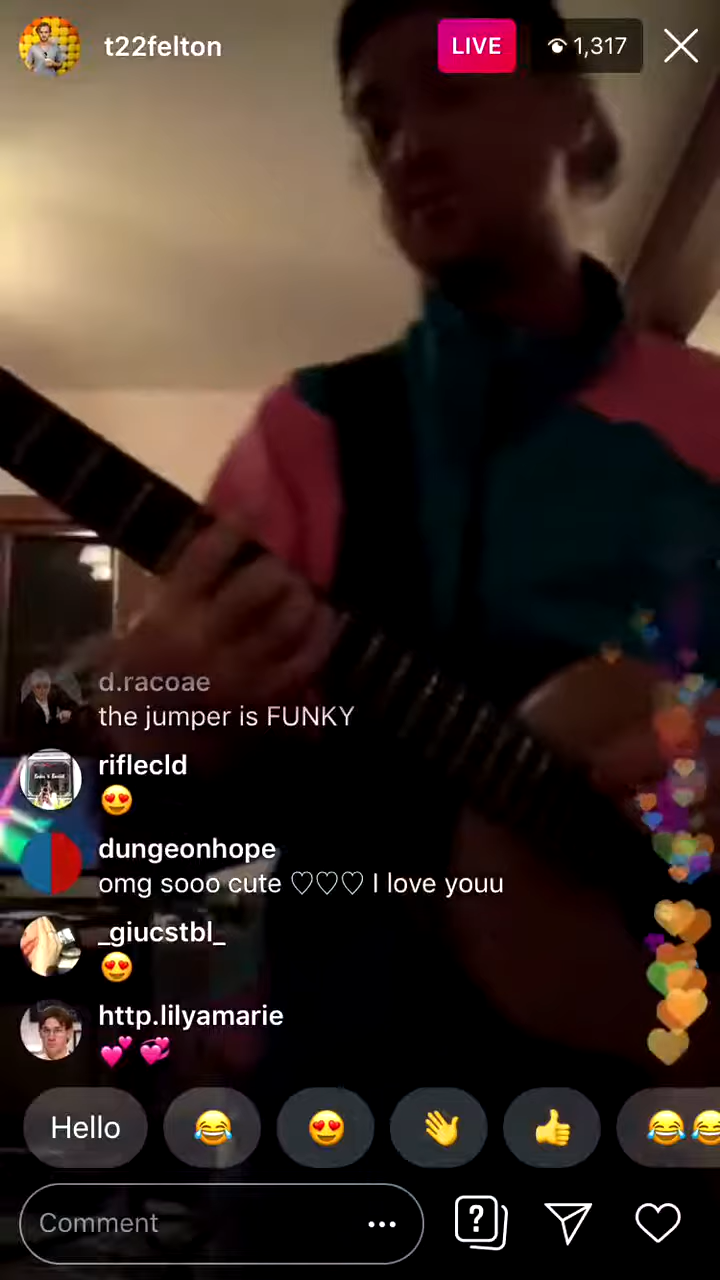 t22felton
LIVE
1,317
d.racoae
the jumper is FUNKY
riflecld
😍
dungeonhope
omg sooo cute ♡♡♡ I love youu
_giucstbl_
😍
http.lilyamarie
💕 💞
Hello 😂 😍 👋 👍 😂😂
Comment